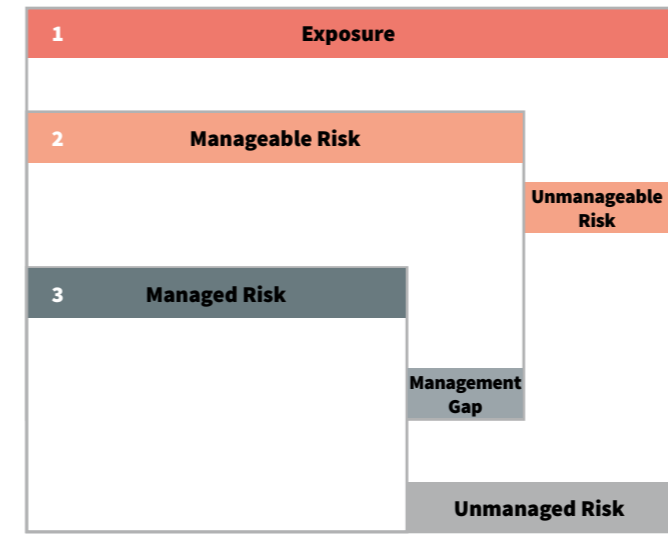 1 Exposure
2 Manageable Risk
Unmanageable
Risk
3 Managed Risk
Management
Gap
Unmanaged Risk